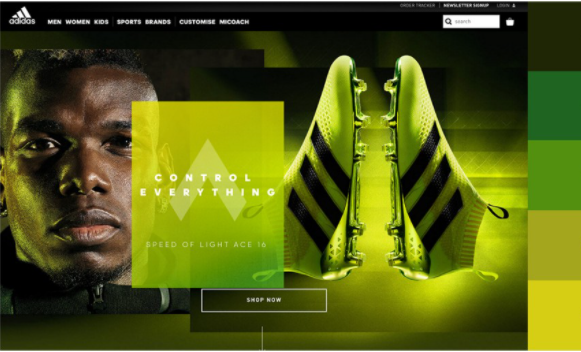 ORDER TRACKER NEWSLETTER SIGNUP LOGIN
adidas
MEN WOMEN KIDS SPORTS BRANDS CUSTOMISE MICOACH
search
CONTROL
EVERYTHING
SPEED OF LIGHT ACE 16
SHOP NOW